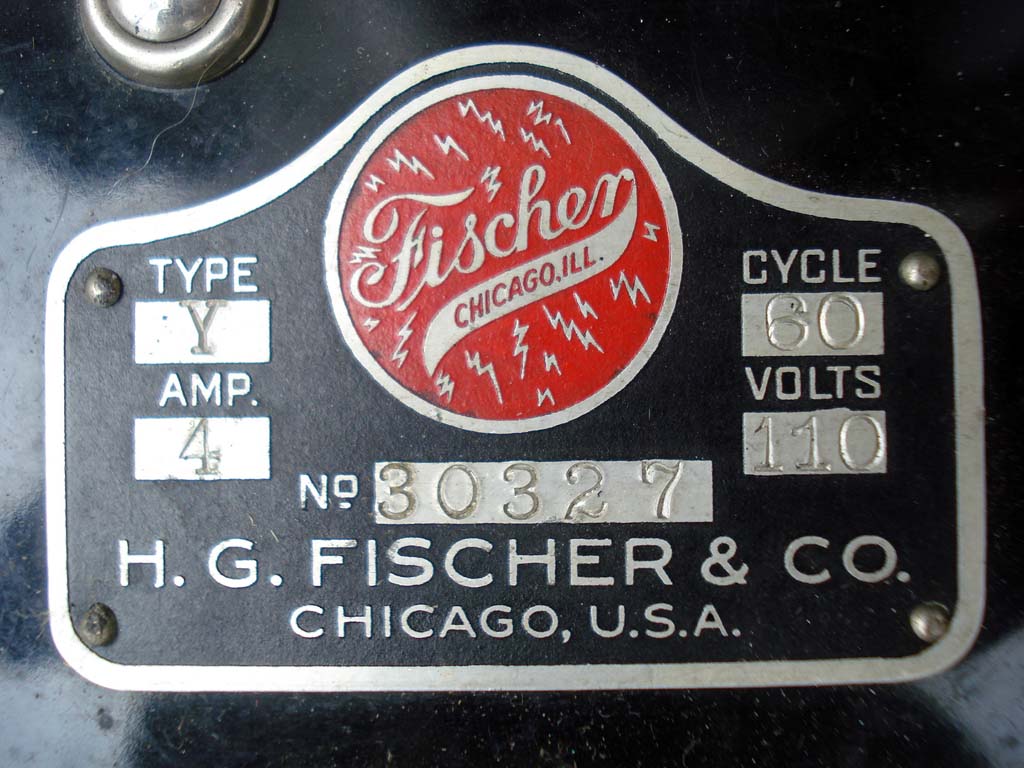 Fischer
CHICAGO, ILL.
TYPE
Y
AMP.
4
CYCLE
60
VOLTS
110
Nº 30327
H. G. FISCHER & CO.
CHICAGO, U.S.A.